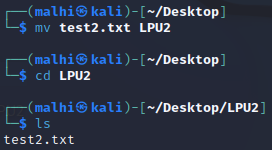 ┌──(malhi㉿kali)-[~/Desktop]
└─$ mv test2.txt LPU2
┌──(malhi㉿kali)-[~/Desktop]
└─$ cd LPU2
┌──(malhi㉿kali)-[~/Desktop/LPU2]
└─$ ls
test2.txt